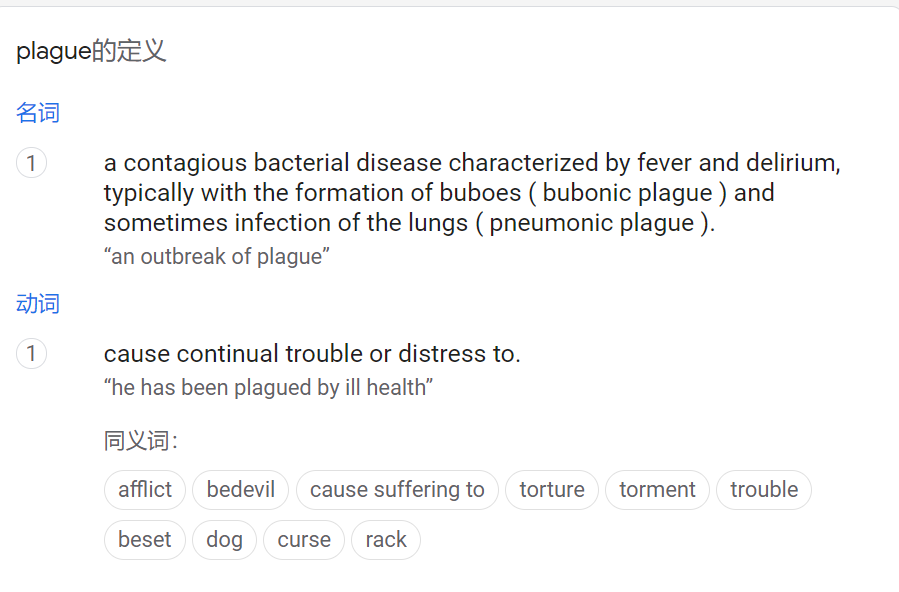 plague的定义
名词
1
a contagious bacterial disease characterized by fever and delirium,
typically with the formation of buboes ( bubonic plague ) and
sometimes infection of the lungs ( pneumonic plague ).
“an outbreak of plague”
动词
1
cause continual trouble or distress to.
“he has been plagued by ill health”
同义词：
afflict bedevil cause suffering to torture torment trouble
beset dog curse rack